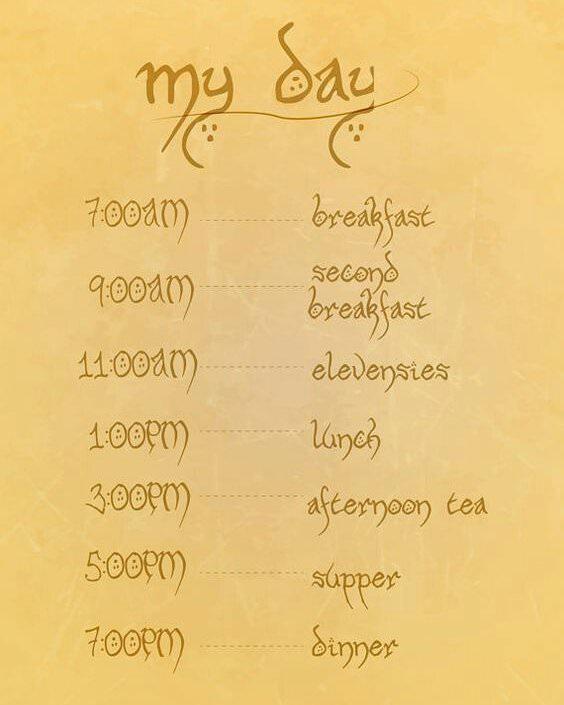 my day
7:00AM breakfast
9:00AM second
breakfast
11:00AM elevensies
1:00PM lunch
3:00PM afternoon tea
5:00PM supper
7:00PM dinner